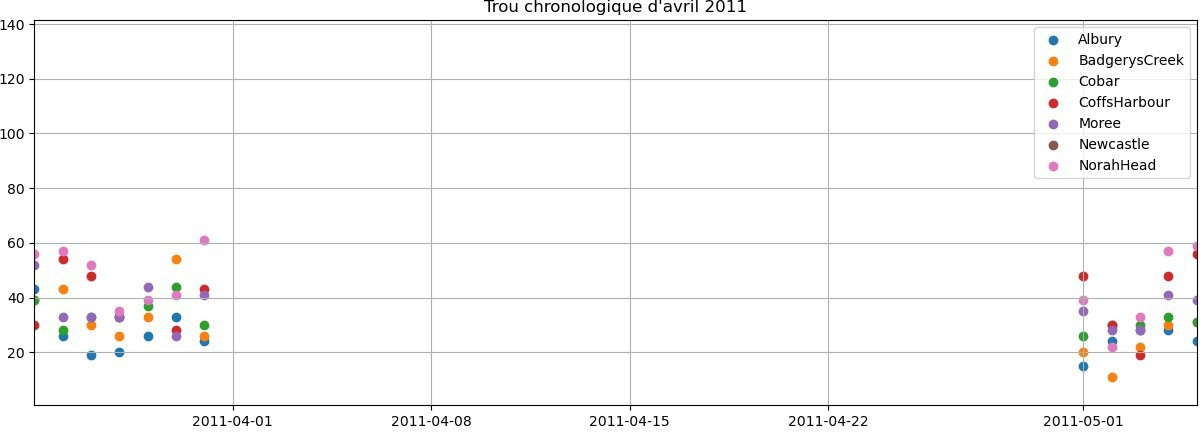 Trou chronologique d'avril 2011
140
120
100
80
60
40
20
Albury
BadgerysCreek
Cobar
CoffsHarbour
Moree
Newcastle
NorahHead
2011-04-01
2011-04-08
2011-04-15
2011-04-22
2011-05-01